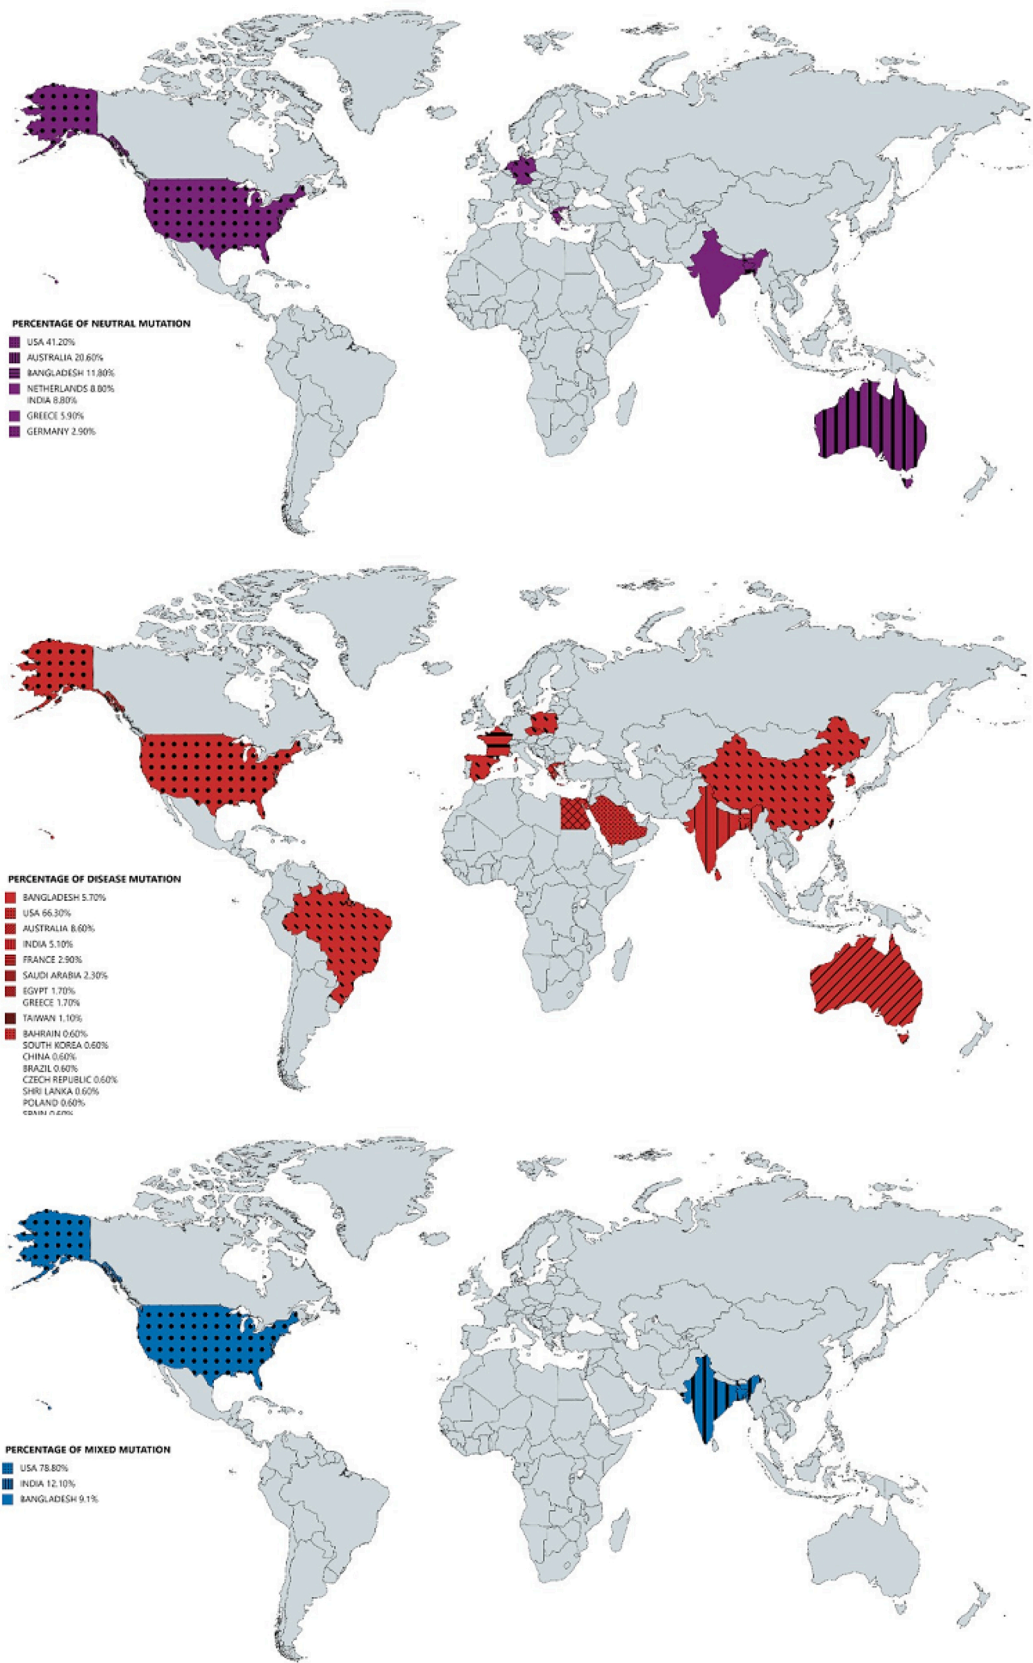 PERCENTAGE OF NEUTRAL MUTATION
USA 41.20%
AUSTRALIA 20.60%
BANGLADESH 11.80%
NETHERLANDS 8.80%
INDIA 8.80%
GREECE 5.90%
GERMANY 2.90%
PERCENTAGE OF DISEASE MUTATION
BANGLADESH 5.70%
USA 66.30%
AUSTRALIA 8.60%
INDIA 5.10%
FRANCE 2.90%
SAUDI ARABIA 2.30%
EGYPT 1.70%
GREECE 1.70%
TAIWAN 1.10%
BAHRAIN 0.60%
SOUTH KOREA 0.60%
CHINA 0.60%
BRAZIL 0.60%
CZECH REPUBLIC 0.60%
SHRI LANKA 0.60%
POLAND 0.60%
SPAIN 0.60%
PERCENTAGE OF MIXED MUTATION
USA 78.80%
INDIA 12.10%
BANGLADESH 9.1%